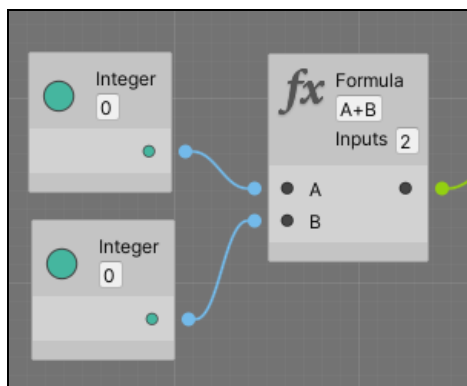 Integer
0
Integer
0
fx
Formula
A+B
Inputs 2
A
B